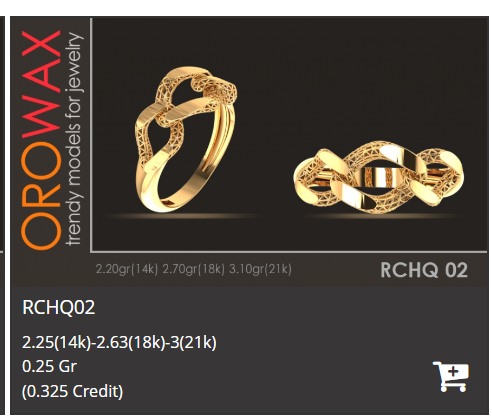 OROWAX
trendy models for jewelry
2.20gr(14k) 2.70gr(18k) 3.10gr(21k)
RCHQ 02
RCHQ02
2.25(14k)-2.63(18k)-3(21k)
0.25 Gr
(0.325 Credit)